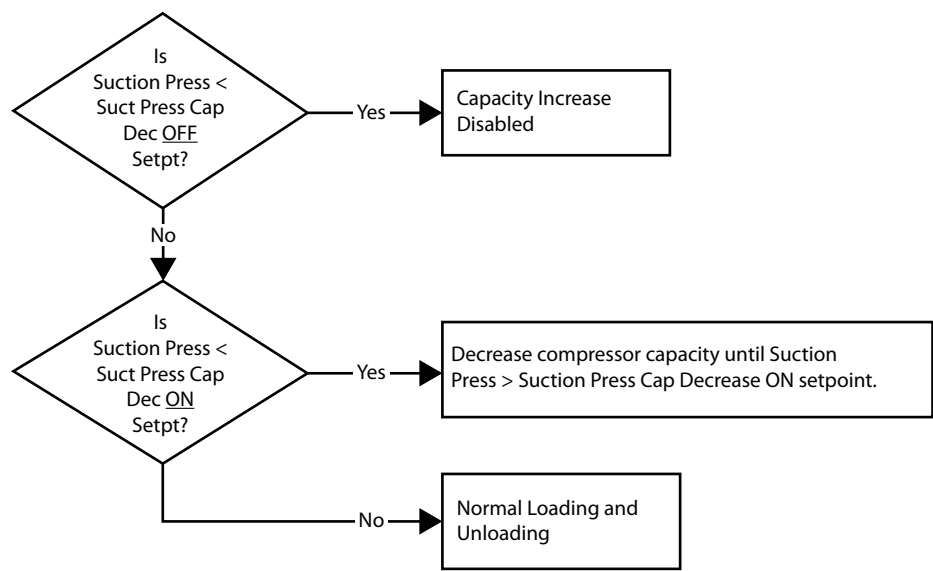 Is
Suction Press <
Suct Press Cap
Dec OFF
Setpt?
Yes
Capacity Increase
Disabled
No
Is
Suction Press <
Suct Press Cap
Dec ON
Setpt?
Yes
Decrease compressor capacity until Suction
Press > Suction Press Cap Decrease ON setpoint.
No
Normal Loading and
Unloading